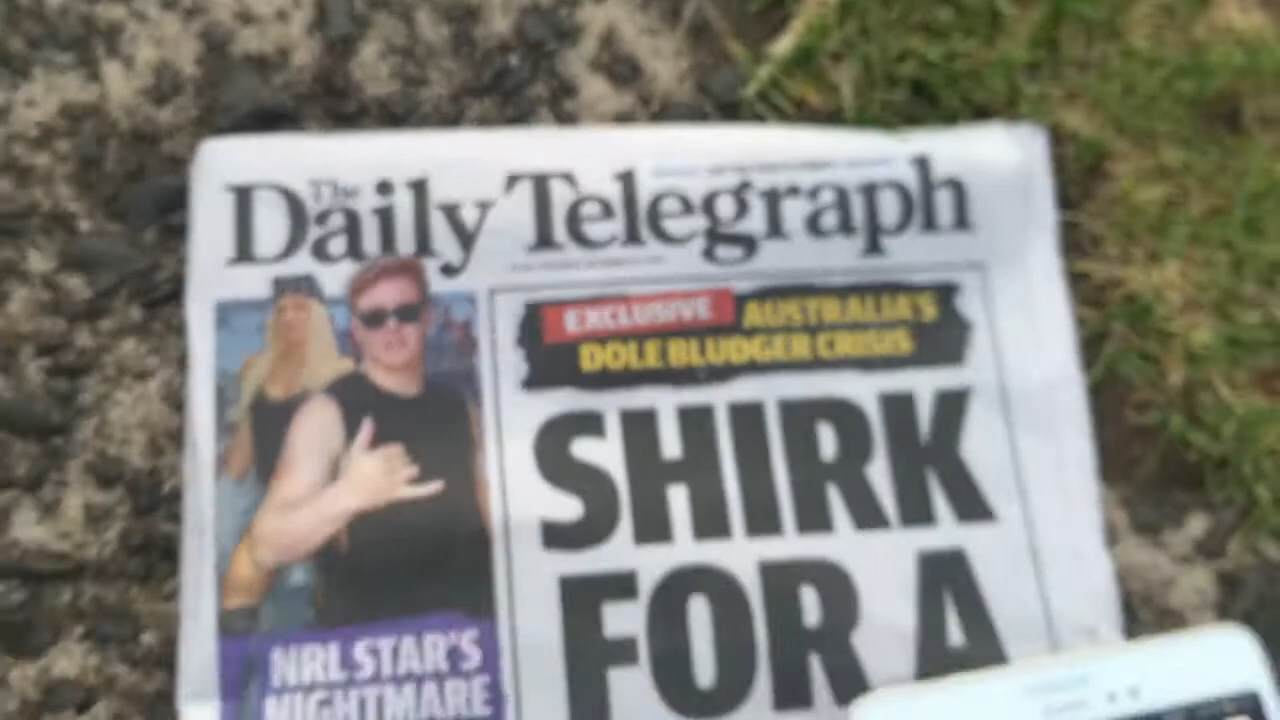 The
Daily Telegraph
EXCLUSIVE AUSTRALIA'S
DOLE BLUDGER CRISIS
SHIRK
FOR A
NRL STAR'S
NIGHTMARE